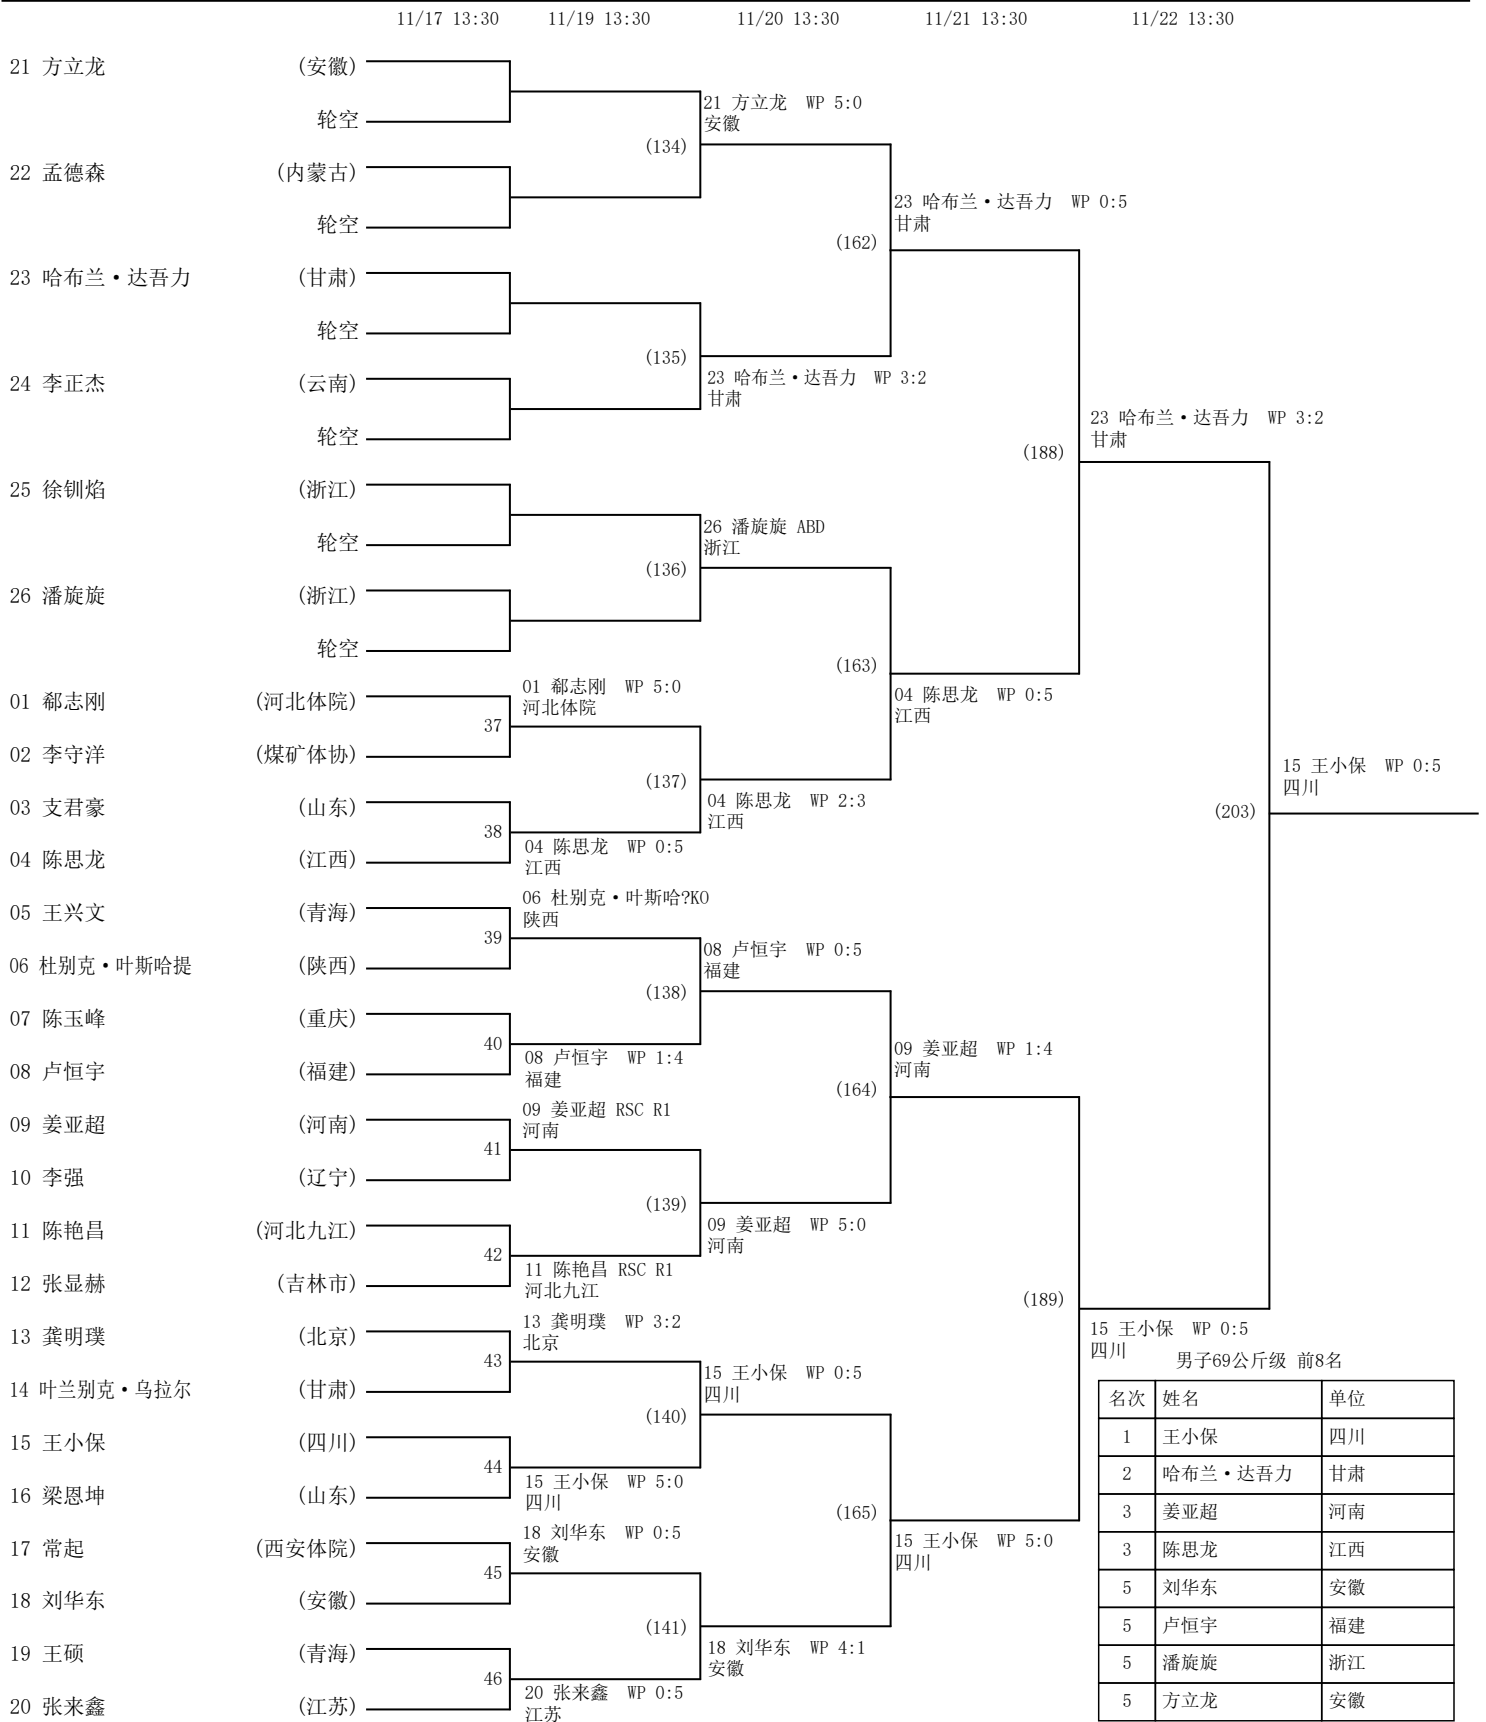 11/17 13:30 11/19 13:30 11/20 13:30 11/21 13:30 11/22 13:30
21 方立龙 (安徽)
轮空
22 孟德森 (内蒙古)
轮空
23 哈布兰·达吾力 (甘肃)
轮空
24 李正杰 (云南)
轮空
25 徐钏焰 (浙江)
轮空
26 潘旋旋 (浙江)
轮空
01 郗志刚 (河北体院)
02 李守洋 (煤矿体协)
03 支君豪 (山东)
04 陈思龙 (江西)
05 王兴文 (青海)
06 杜别克·叶斯哈提 (陕西)
07 陈玉峰 (重庆)
08 卢恒宇 (福建)
09 姜亚超 (河南)
10 李强 (辽宁)
11 陈艳昌 (河北九江)
12 张显赫 (吉林市)
13 龚明璞 (北京)
14 叶兰别克·乌拉尔 (甘肃)
15 王小保 (四川)
16 梁恩坤 (山东)
17 常起 (西安体院)
18 刘华东 (安徽)
19 王硕 (青海)
20 张来鑫 (江苏)
01 郗志刚 WP 5:0
河北体院
37
38
04 陈思龙 WP 0:5
江西
06 杜别克·叶斯哈?KO
陕西
39
40
08 卢恒宇 WP 1:4
福建
09 姜亚超 RSC R1
河南
41
42
11 陈艳昌 RSC R1
河北九江
13 龚明璞 WP 3:2
北京
43
44
15 王小保 WP 5:0
四川
18 刘华东 WP 0:5
安徽
45
46
20 张来鑫 WP 0:5
江苏
21 方立龙 WP 5:0
安徽
(134)
(135)
23 哈布兰·达吾力 WP 3:2
甘肃
26 潘旋旋 ABD
浙江
(136)
(137)
04 陈思龙 WP 2:3
江西
08 卢恒宇 WP 0:5
福建
(138)
(139)
09 姜亚超 WP 5:0
河南
15 王小保 WP 0:5
四川
(140)
(141)
18 刘华东 WP 4:1
安徽
23 哈布兰·达吾力 WP 0:5
甘肃
(162)
(163)
04 陈思龙 WP 0:5
江西
09 姜亚超 WP 1:4
河南
(164)
(165)
15 王小保 WP 5:0
四川
23 哈布兰·达吾力 WP 3:2
甘肃
(188)
(189)
15 王小保 WP 0:5
四川
15 王小保 WP 0:5
四川
(203)
男子69公斤级 前8名
名次 姓名 单位
1 王小保 四川
2 哈布兰·达吾力 甘肃
3 姜亚超 河南
3 陈思龙 江西
5 刘华东 安徽
5 卢恒宇 福建
5 潘旋旋 浙江
5 方立龙 安徽